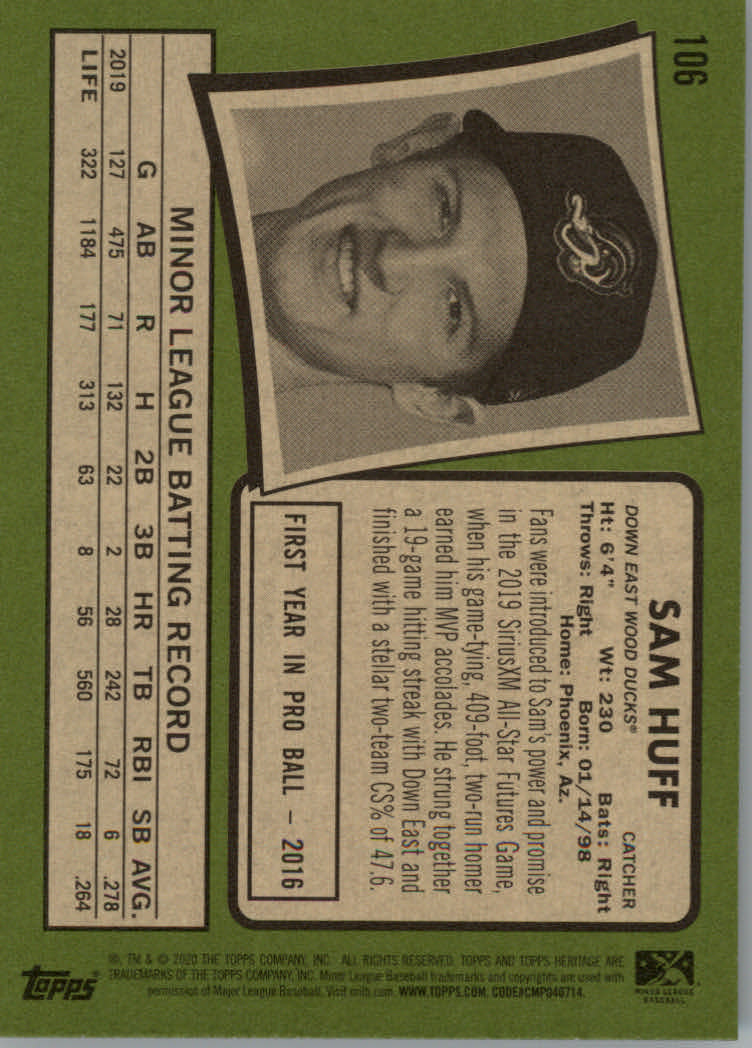 106
SAM HUFF
DOWN EAST WOOD DUCKS® CATCHER
Ht: 6'4" Wt: 230 Bats: Right
Throws: Right Born: 01/14/98
Home: Phoenix, Az.
Fans were introduced to Sam's power and promise
in the 2019 SiriusXM All-Star Futures Game,
when his game-tying, 409-foot, two-run homer
earned him MVP accolades. He strung together
a 19-game hitting streak with Down East and
finished with a stellar two-team CS% of 47.6.
FIRST YEAR IN PRO BALL – 2016
MINOR LEAGUE BATTING RECORD
G AB R H 2B 3B HR TB RBI SB AVG.
2019 127 475 71 132 22 2 28 242 72 6 .278
LIFE 322 1184 177 313 63 8 56 560 175 18 .264
MINOR LEAGUE
BASEBALL
®, TM & © 2020 THE TOPPS COMPANY, INC. ALL RIGHTS RESERVED. TOPPS AND TOPPS HERITAGE ARE
TRADEMARKS OF THE TOPPS COMPANY, INC. Minor League Baseball trademarks and copyrights are used with
permission of Major League Baseball. Visit milb.com. WWW.TOPPS.COM. CODE#CMP040714.
Topps®